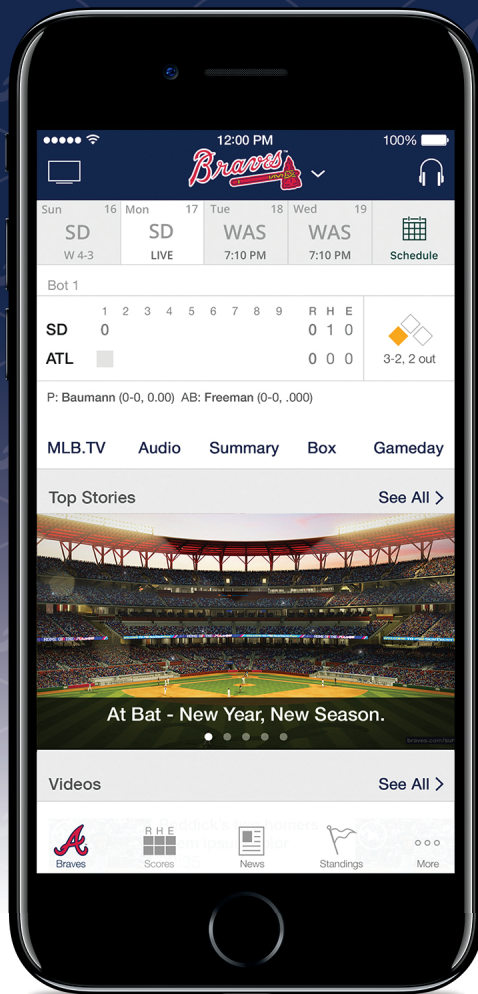 12:00 PM 100%
Braves
Sun 16 Mon 17 Tue 18 Wed 19
SD SD WAS WAS
W 4-3 LIVE 7:10 PM 7:10 PM Schedule
Bot 1
1 2 3 4 5 6 7 8 9 R H E
SD 0 0 1 0
ATL 0 0 0
3-2, 2 out
P: Baumann (0-0, 0.00) AB: Freeman (0-0, .000)
MLB.TV Audio Summary Box Gameday
Top Stories See All >
HOME OF THE BRAVES
At Bat - New Year, New Season.
Videos See All >
R H E
Braves Scores News Standings More